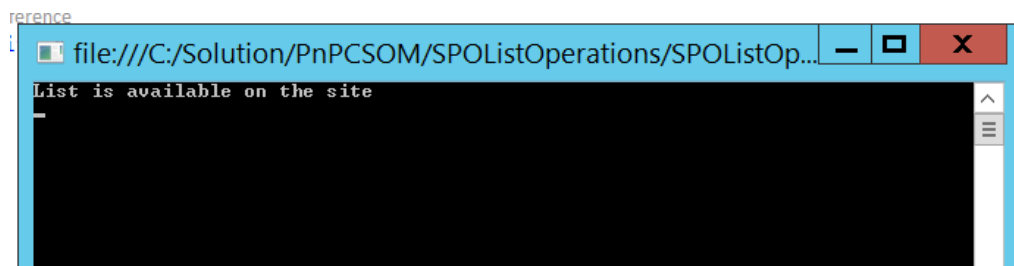 rerence
file:///C:/Solution/PnPCSOM/SPOListOperations/SPOListOp...
List is available on the site